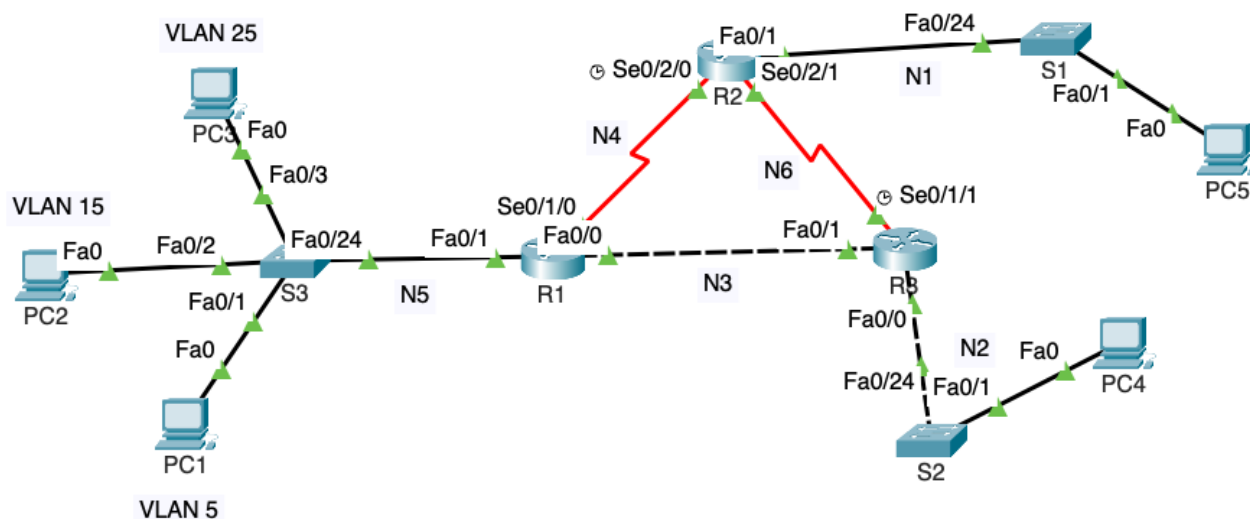 VLAN 25
PC3
Fa0
Fa0/3
VLAN 15
Fa0
Fa0/2
PC2
Fa0/1
Fa0
PC1
VLAN 5
Fa0/24
S3
Fa0/1
N5
Se0/1/0
Fa0/0
R1
N4
Se0/2/0
Fa0/1
Se0/2/1
R2
Fa0/24
N1
S1
Fa0/1
Fa0
PC5
N6
Se0/1/1
Fa0/1
N3
R3
Fa0/0
N2
Fa0/24
Fa0/1
Fa0
PC4
S2